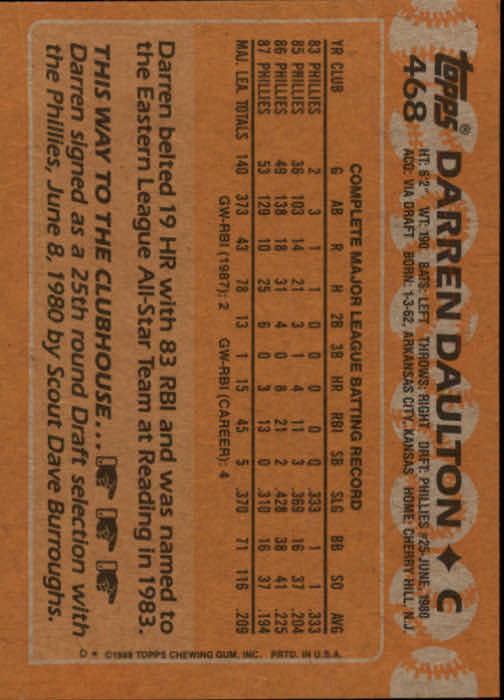 topps®
468
DARREN DAULTON ✦ C
HT: 6'2" WT: 190 BATS: LEFT THROWS: RIGHT DRFT: PHILLIES #25-JUNE, 1980
ACQ: VIA DRAFT BORN: 1-3-62, ARKANSAS CITY, KANSAS HOME: CHERRY HILL, N.J.
COMPLETE MAJOR LEAGUE BATTING RECORD
YR CLUB G AB R H 2B 3B HR RBI SB SLG BB SO AVG
83 PHILLIES 2 3 1 1 0 0 0 0 0 .333 1 1 .333
85 PHILLIES 36 103 14 21 3 1 4 11 3 .369 16 37 .204
86 PHILLIES 49 138 18 31 4 0 8 21 2 .428 38 41 .225
87 PHILLIES 53 129 10 25 6 0 3 13 0 .310 16 37 .194
MAJ. LEA. TOTALS 140 373 43 78 13 1 15 45 5 .370 71 116 .209
GW-RBI (1987): 2 GW-RBI (CAREER): 4
Darren belted 19 HR with 83 RBI and was named to
the Eastern League All-Star Team at Reading in 1983.
THIS WAY TO THE CLUBHOUSE...
Darren signed as a 25th round Draft selection with
the Phillies, June 8, 1980 by Scout Dave Burroughs.
D* ©1988 TOPPS CHEWING GUM, INC. PRTD. IN U.S.A.